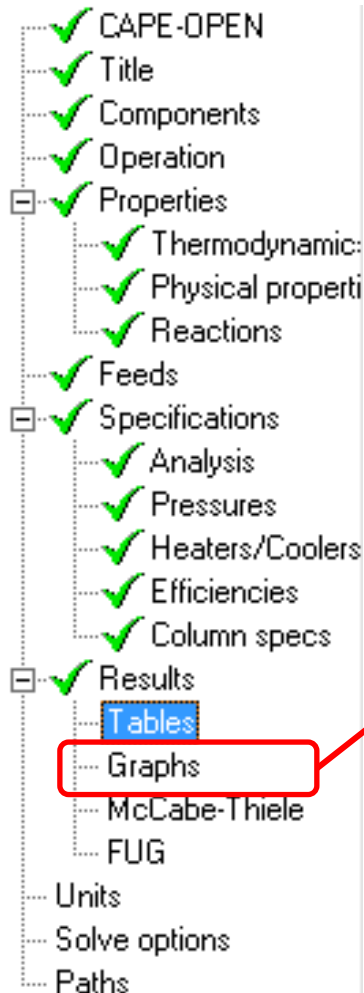 CAPE-OPEN
Title
Components
Operation
Properties
Thermodynamic
Physical properti
Reactions
Feeds
Specifications
Analysis
Pressures
Heaters/Coolers
Efficiencies
Column specs
Results
Tables
Graphs
McCabe-Thiele
FUG
Units
Solve options
Paths